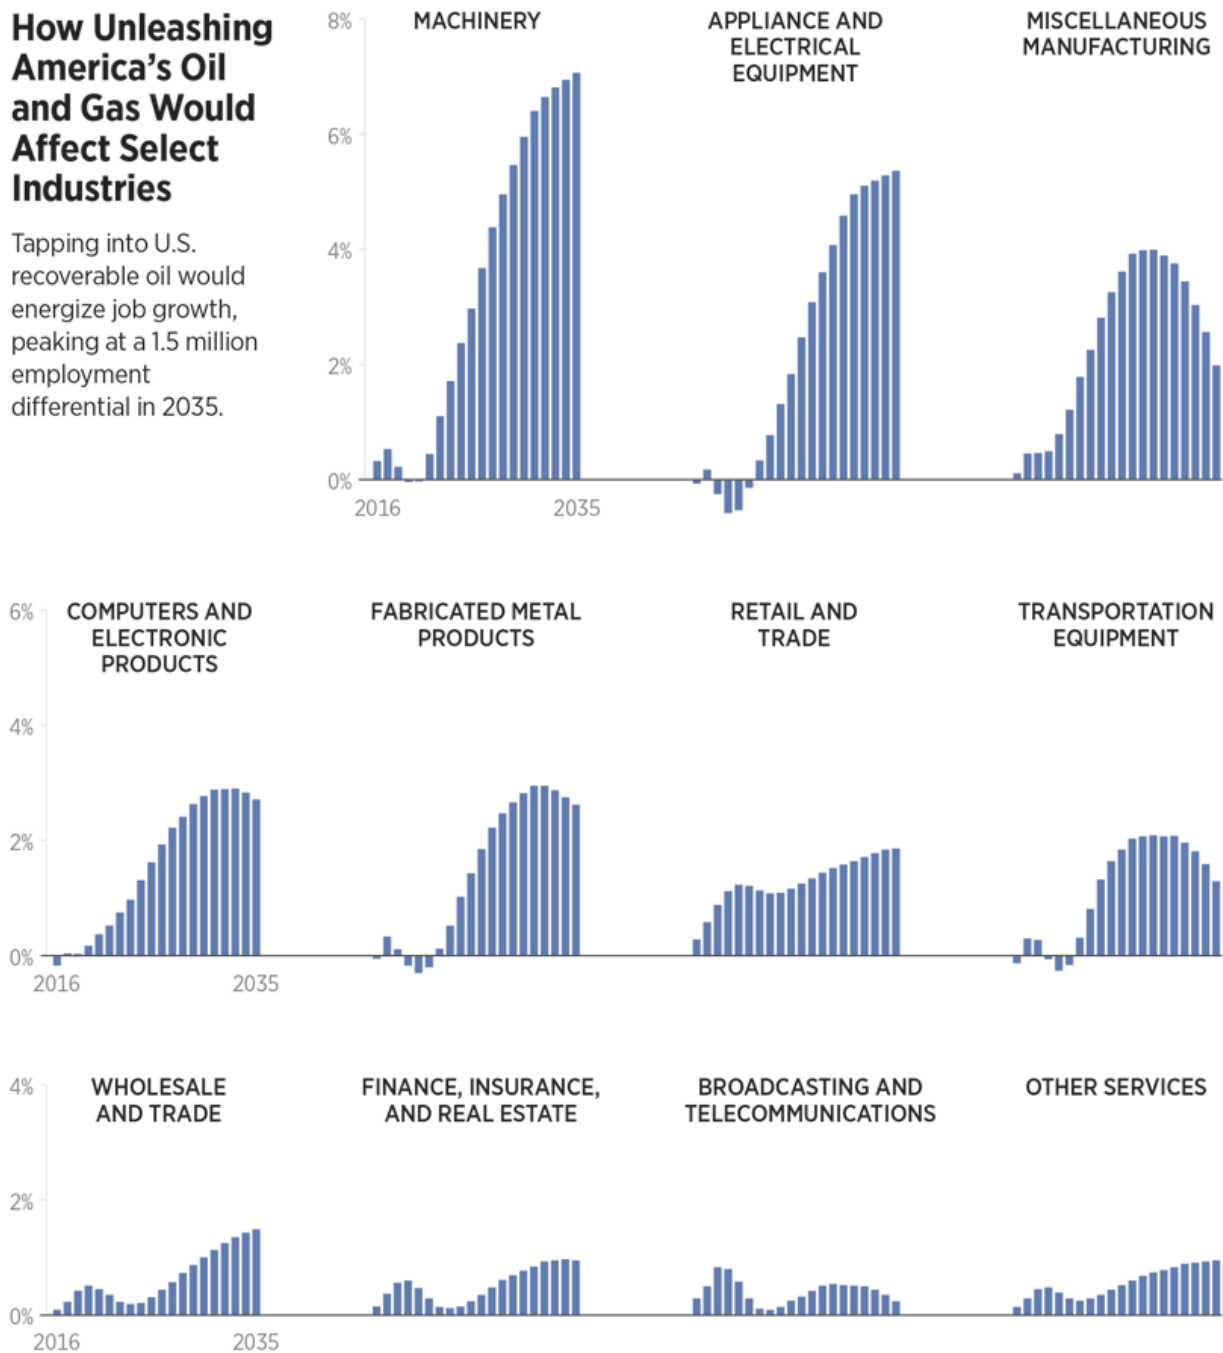 How Unleashing
America's Oil
and Gas Would
Affect Select
Industries
Tapping into U.S.
recoverable oil would
energize job growth,
peaking at a 1.5 million
employment
differential in 2035.
MACHINERY
8%
6%
4%
2%
0%
2016
2035
APPLIANCE AND
ELECTRICAL
EQUIPMENT
MISCELLANEOUS
MANUFACTURING
COMPUTERS AND
ELECTRONIC
PRODUCTS
6%
4%
2%
0%
2016
2035
FABRICATED METAL
PRODUCTS
RETAIL AND
TRADE
TRANSPORTATION
EQUIPMENT
WHOLESALE
AND TRADE
4%
2%
0%
2016
2035
FINANCE, INSURANCE,
AND REAL ESTATE
BROADCASTING AND
TELECOMMUNICATIONS
OTHER SERVICES